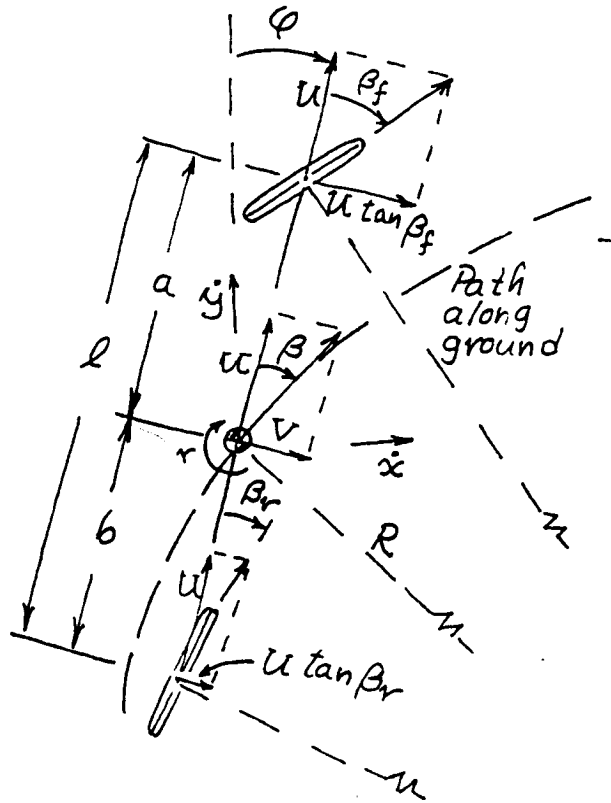 φ
U
β_f
U tan β_f
a
ẏ
Path
along
ground
l
U
β
V
r
ẋ
β_r
b
R
U
U tan β_r